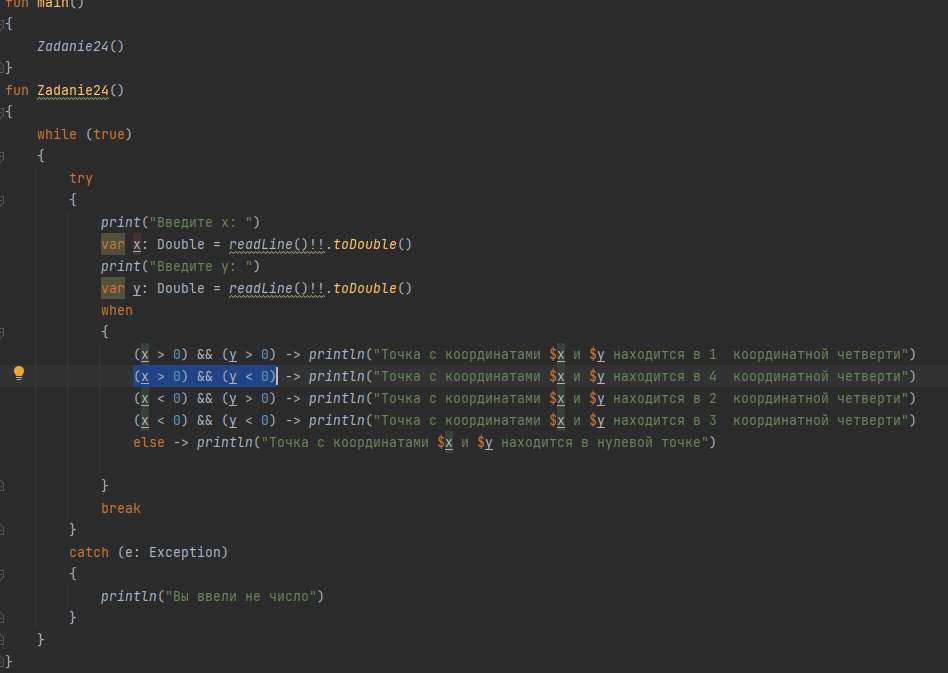 fun main()
{
    Zadanie24()
}
fun Zadanie24()
{
    while (true)
    {
        try
        {
            print("Введите x: ")
            var x: Double = readLine()!!.toDouble()
            print("Введите y: ")
            var y: Double = readLine()!!.toDouble()
            when
            {
                (x > 0) && (y > 0) -> println("Точка с координатами $x и $y находится в 1  координатной четверти")
                (x > 0) && (y < 0) -> println("Точка с координатами $x и $y находится в 4  координатной четверти")
                (x < 0) && (y > 0) -> println("Точка с координатами $x и $y находится в 2  координатной четверти")
                (x < 0) && (y < 0) -> println("Точка с координатами $x и $y находится в 3  координатной четверти")
                else -> println("Точка с координатами $x и $y находится в нулевой точке")

            }
            break
        }
        catch (e: Exception)
        {
            println("Вы ввели не число")
        }
    }
}